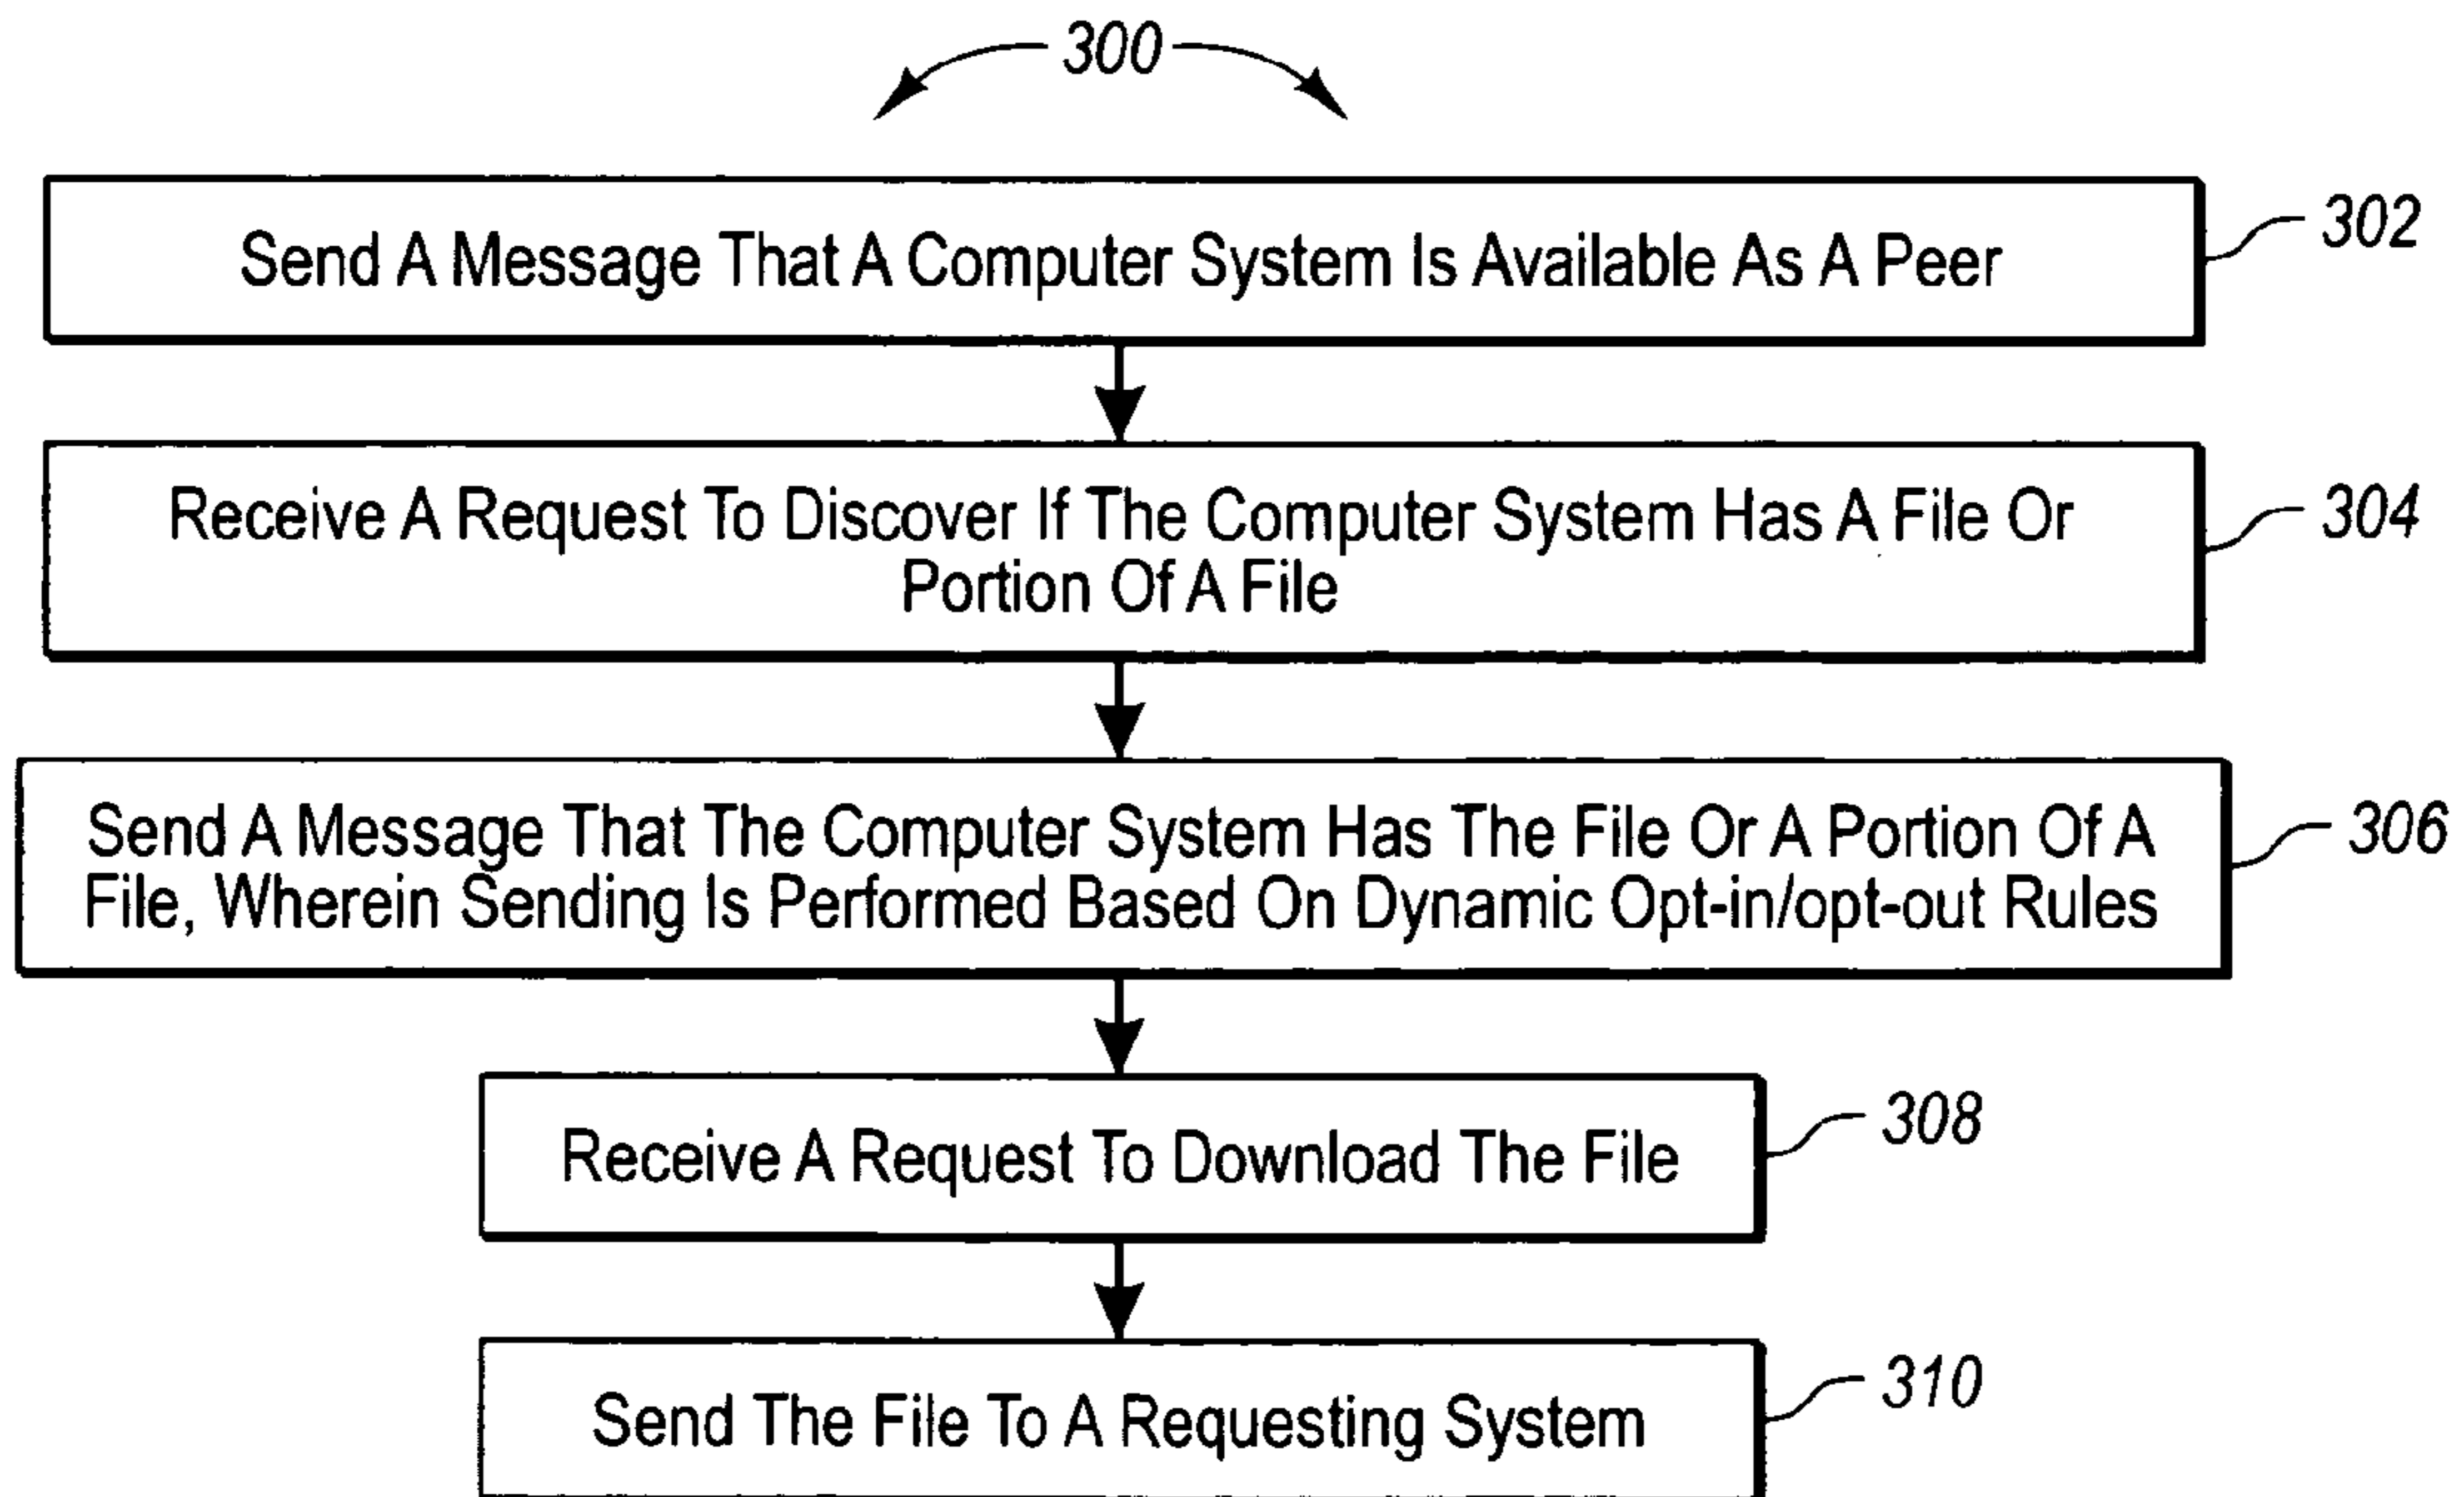 300
Send A Message That A Computer System Is Available As A Peer
302
Receive A Request To Discover If The Computer System Has A File Or
Portion Of A File
304
Send A Message That The Computer System Has The File Or A Portion Of A
File, Wherein Sending Is Performed Based On Dynamic Opt-in/opt-out Rules
306
Receive A Request To Download The File
308
Send The File To A Requesting System
310